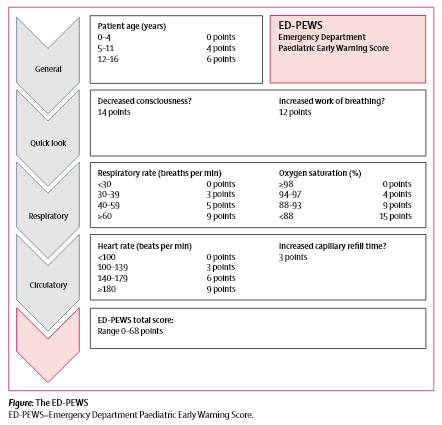 General
Patient age (years)
0–4 0 points
5–11 4 points
12–16 6 points
ED-PEWS
Emergency Department
Paediatric Early Warning Score
Quick look
Decreased consciousness?
14 points
Increased work of breathing?
12 points
Respiratory
Respiratory rate (breaths per min)
<30 0 points
30–39 3 points
40–59 5 points
≥60 9 points
Oxygen saturation (%)
≥98 0 points
94–97 4 points
88–93 9 points
<88 15 points
Circulatory
Heart rate (beats per min)
<100 0 points
100–139 3 points
140–179 6 points
≥180 9 points
Increased capillary refill time?
3 points
ED-PEWS total score:
Range 0–68 points
Figure: The ED-PEWS
ED-PEWS=Emergency Department Paediatric Early Warning Score.